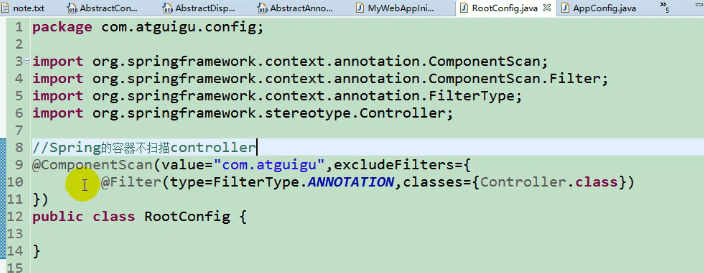 note.txt AbstractCon... AbstractDisp... AbstractAnno... MyWebAppIni... RootConfig.java AppConfig.java »5
1 package com.atguigu.config;
2
3 import org.springframework.context.annotation.ComponentScan;
4 import org.springframework.context.annotation.ComponentScan.Filter;
5 import org.springframework.context.annotation.FilterType;
6 import org.springframework.stereotype.Controller;
7
8 //Spring的容器不扫描controller
9 @ComponentScan(value="com.atguigu",excludeFilters={
10 @Filter(type=FilterType.ANNOTATION,classes={Controller.class})
11 })
12 public class RootConfig {
13
14 }
15